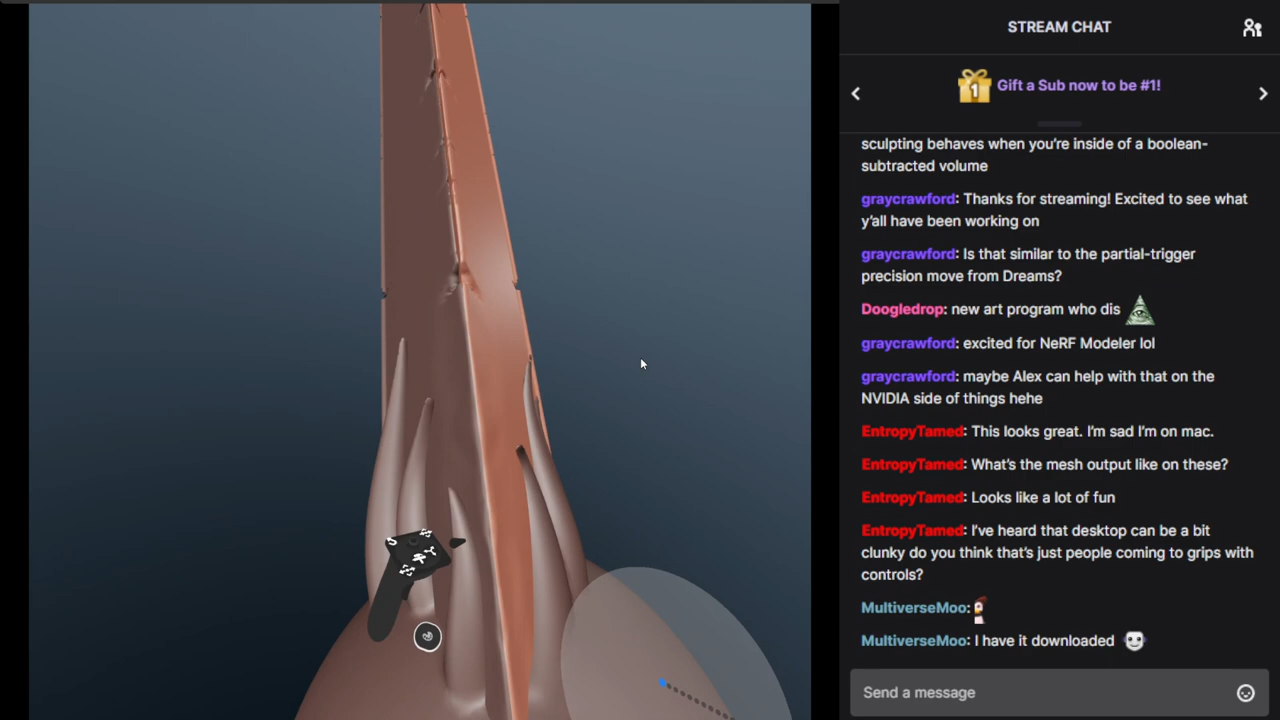 STREAM CHAT
1
Gift a Sub now to be #1!
sculpting behaves when you're inside of a boolean-
subtracted volume
graycrawford: Thanks for streaming! Excited to see what
y'all have been working on
graycrawford: Is that similar to the partial-trigger
precision move from Dreams?
Doogledrop: new art program who dis
graycrawford: excited for NeRF Modeler lol
graycrawford: maybe Alex can help with that on the
NVIDIA side of things hehe
EntropyTamed: This looks great. I'm sad I'm on mac.
EntropyTamed: What's the mesh output like on these?
EntropyTamed: Looks like a lot of fun
EntropyTamed: I've heard that desktop can be a bit
clunky do you think that's just people coming to grips with
controls?
MultiverseMoo:
MultiverseMoo: I have it downloaded
Send a message